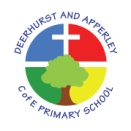 DEERHURST AND APPERLEY
C of E PRIMARY SCHOOL